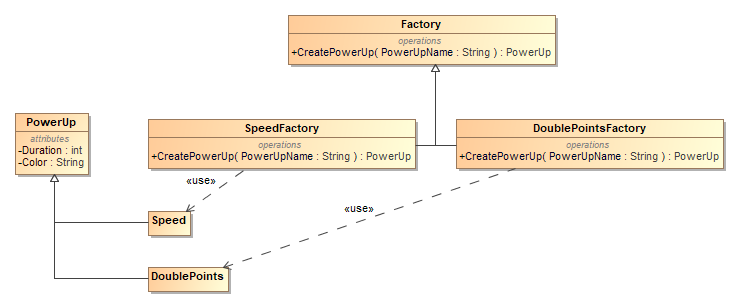 Factory
operations
+CreatePowerUp( PowerUpName : String ) : PowerUp
PowerUp
attributes
-Duration : int
-Color : String
SpeedFactory
operations
+CreatePowerUp( PowerUpName : String ) : PowerUp
DoublePointsFactory
operations
+CreatePowerUp( PowerUpName : String ) : PowerUp
«use»
«use»
Speed
DoublePoints